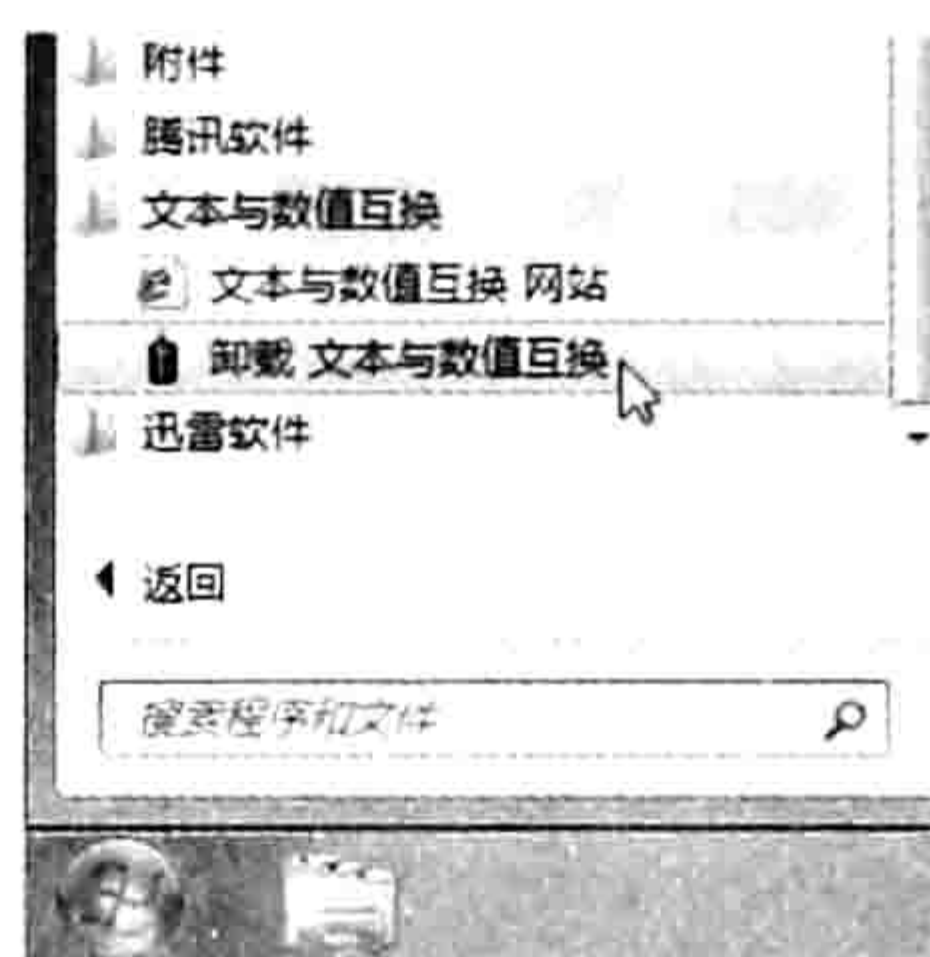 附件
腾讯软件
文本与数值互换
文本与数值互换 网站
卸载 文本与数值互换
迅雷软件
返回
搜索程序和文件